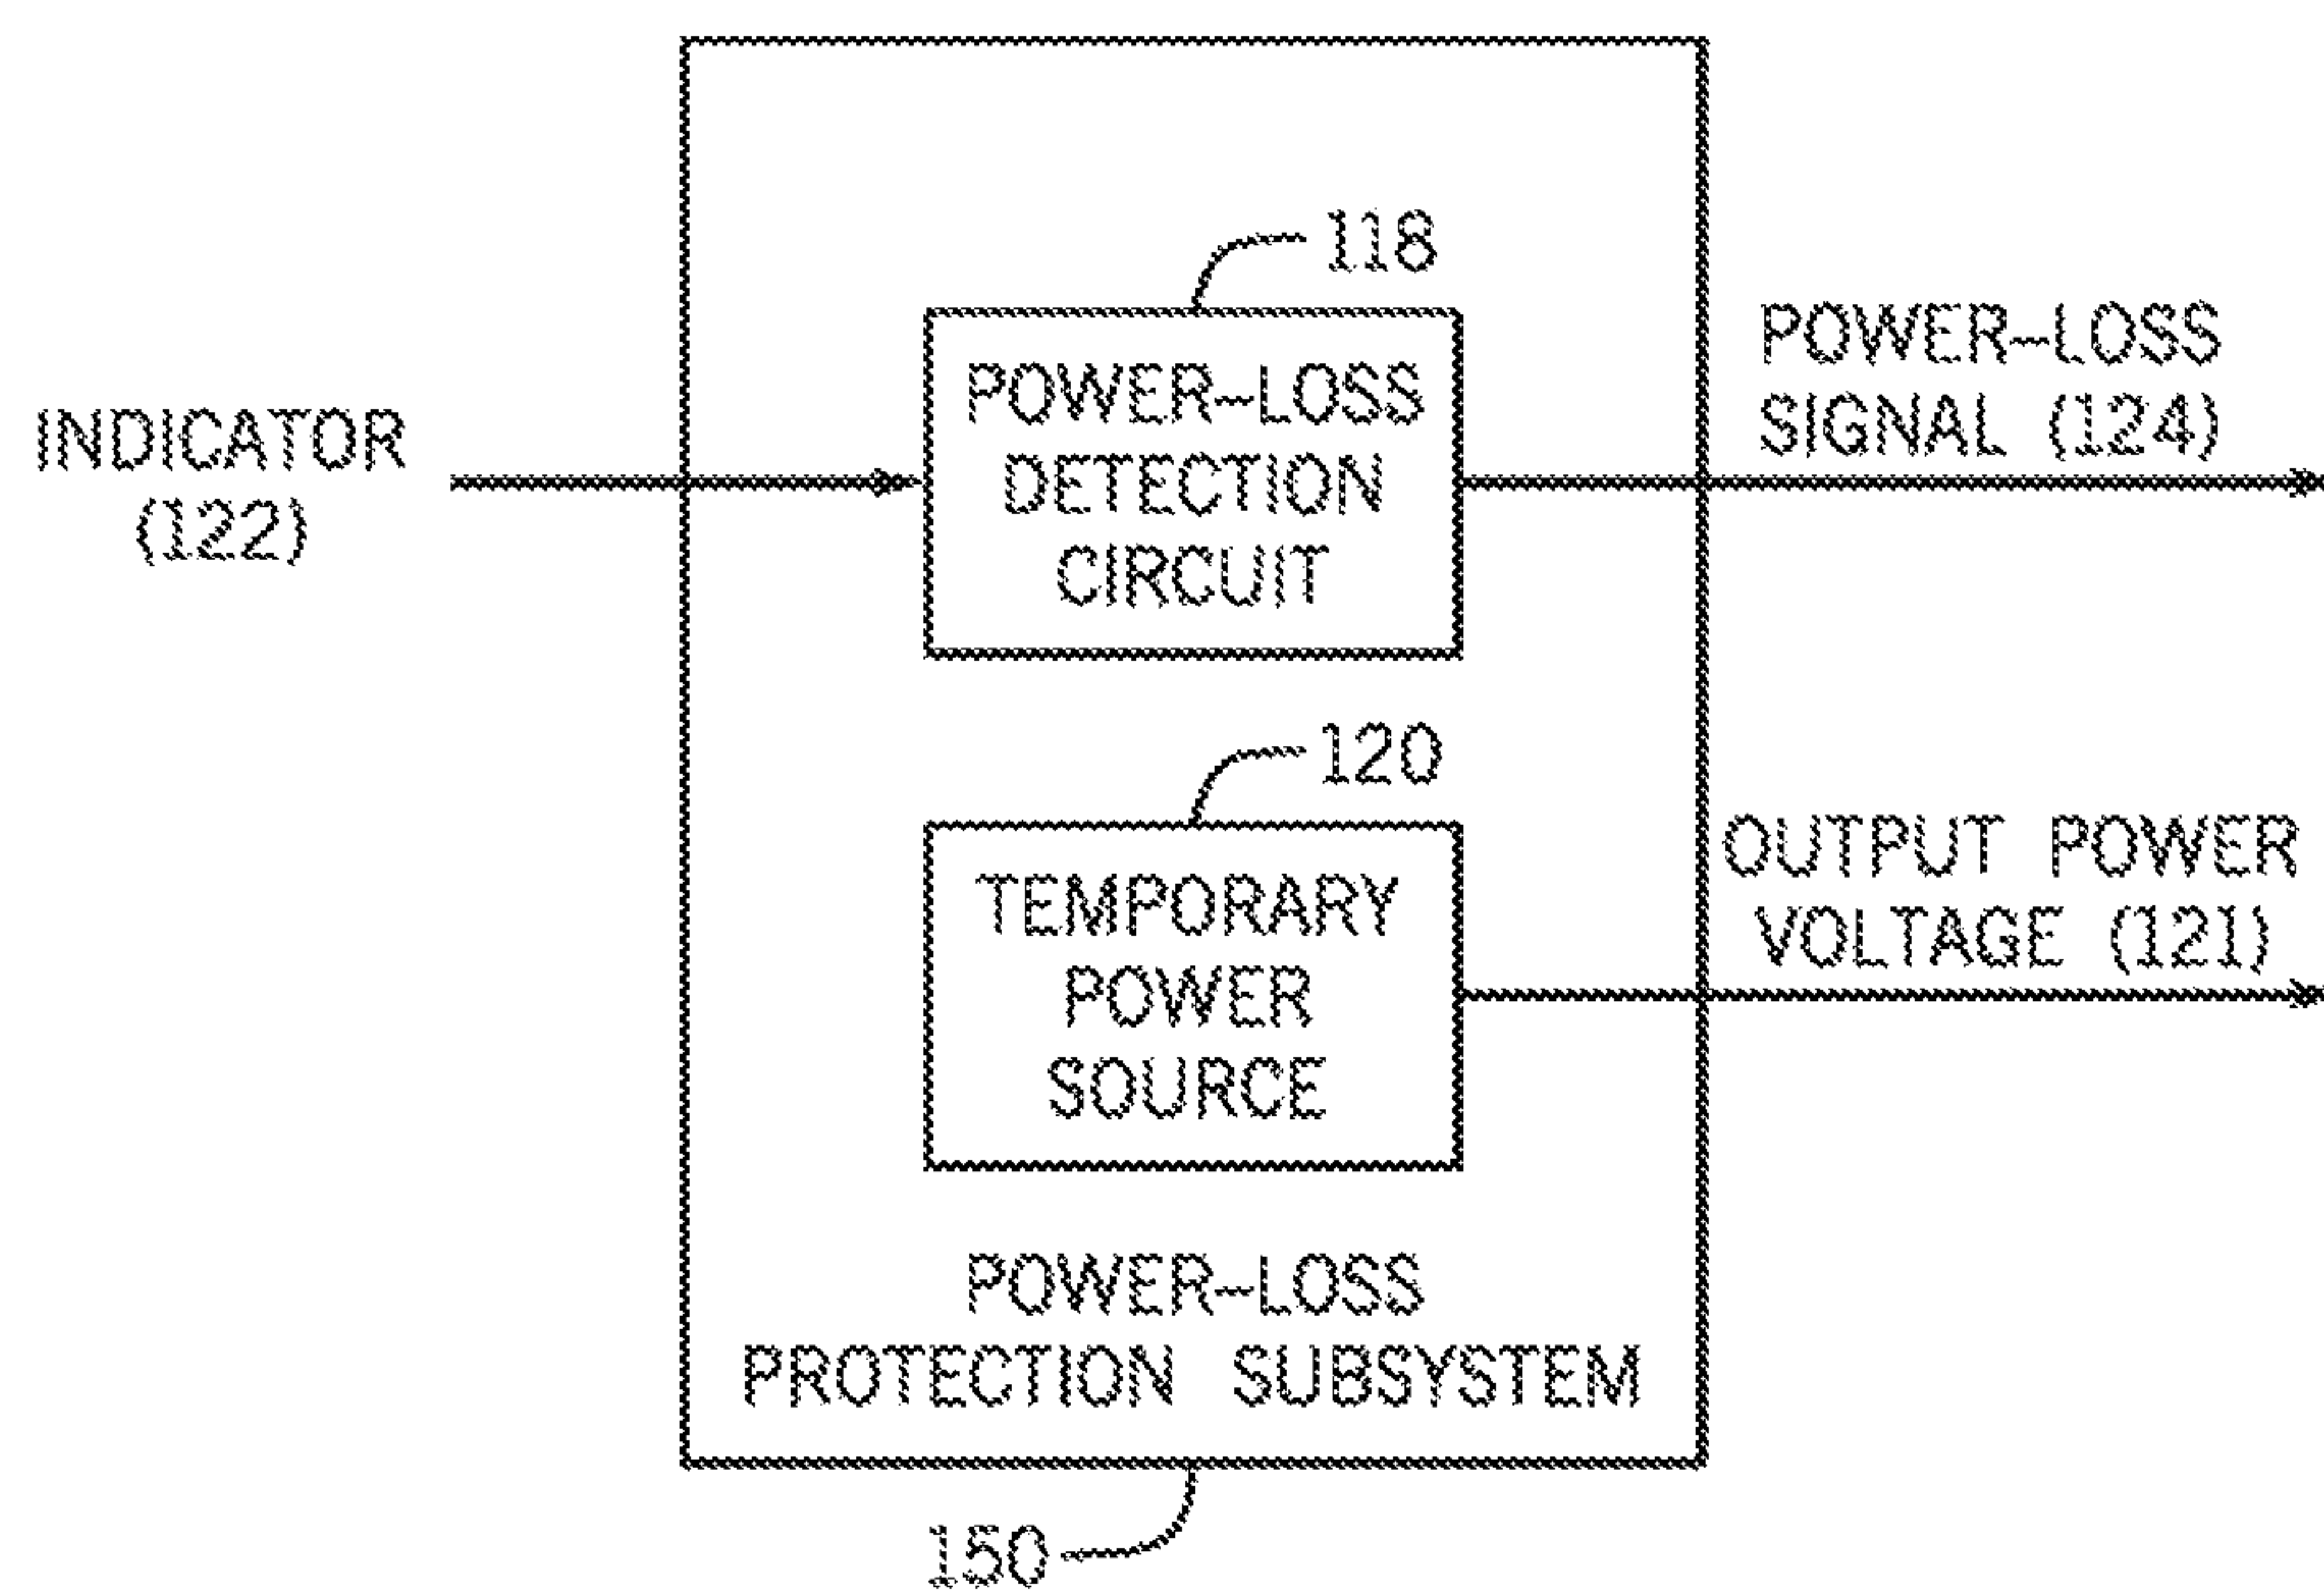 118
POWER-LOSS
DETECTION
CIRCUIT
INDICATOR
(122)
POWER-LOSS
SIGNAL (124)
120
TEMPORARY
POWER
SOURCE
OUTPUT POWER
VOLTAGE (121)
POWER-LOSS
PROTECTION SUBSYSTEM
150